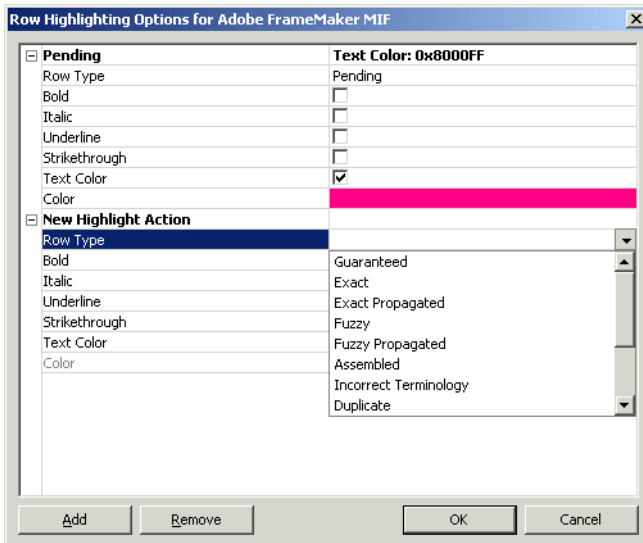 Row Highlighting Options for Adobe FrameMaker MIF
Pending Text Color: 0x8000FF
Row Type Pending
Bold
Italic
Underline
Strikethrough
Text Color
Color
New Highlight Action
Row Type
Bold Guaranteed
Italic Exact
Underline Exact Propagated
Strikethrough Fuzzy
Text Color Fuzzy Propagated
Color Assembled
Incorrect Terminology
Duplicate
Add Remove OK Cancel